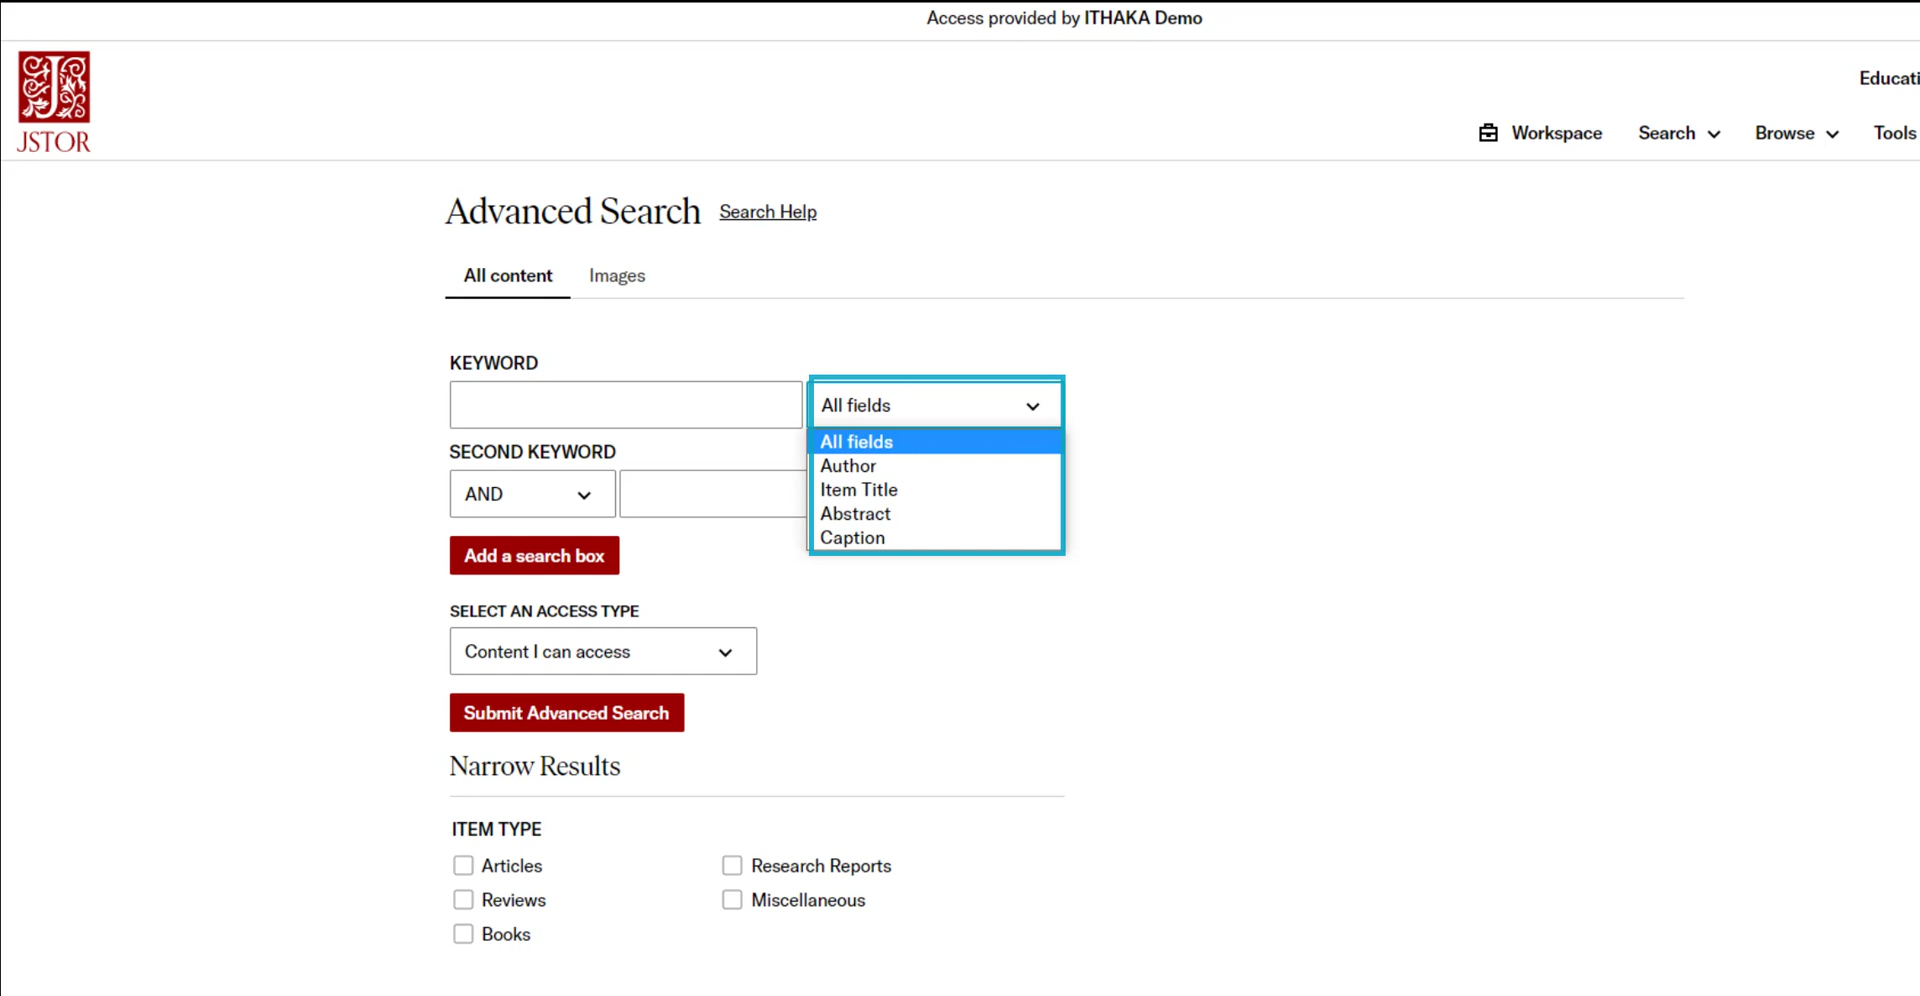 Access provided by ITHAKA Demo
JSTOR
Educati
Workspace Search Browse Tools
Advanced Search Search Help
All content Images
KEYWORD
All fields
All fields
Author
Item Title
Abstract
Caption
SECOND KEYWORD
AND
Add a search box
SELECT AN ACCESS TYPE
Content I can access
Submit Advanced Search
Narrow Results
ITEM TYPE
Articles Research Reports
Reviews Miscellaneous
Books